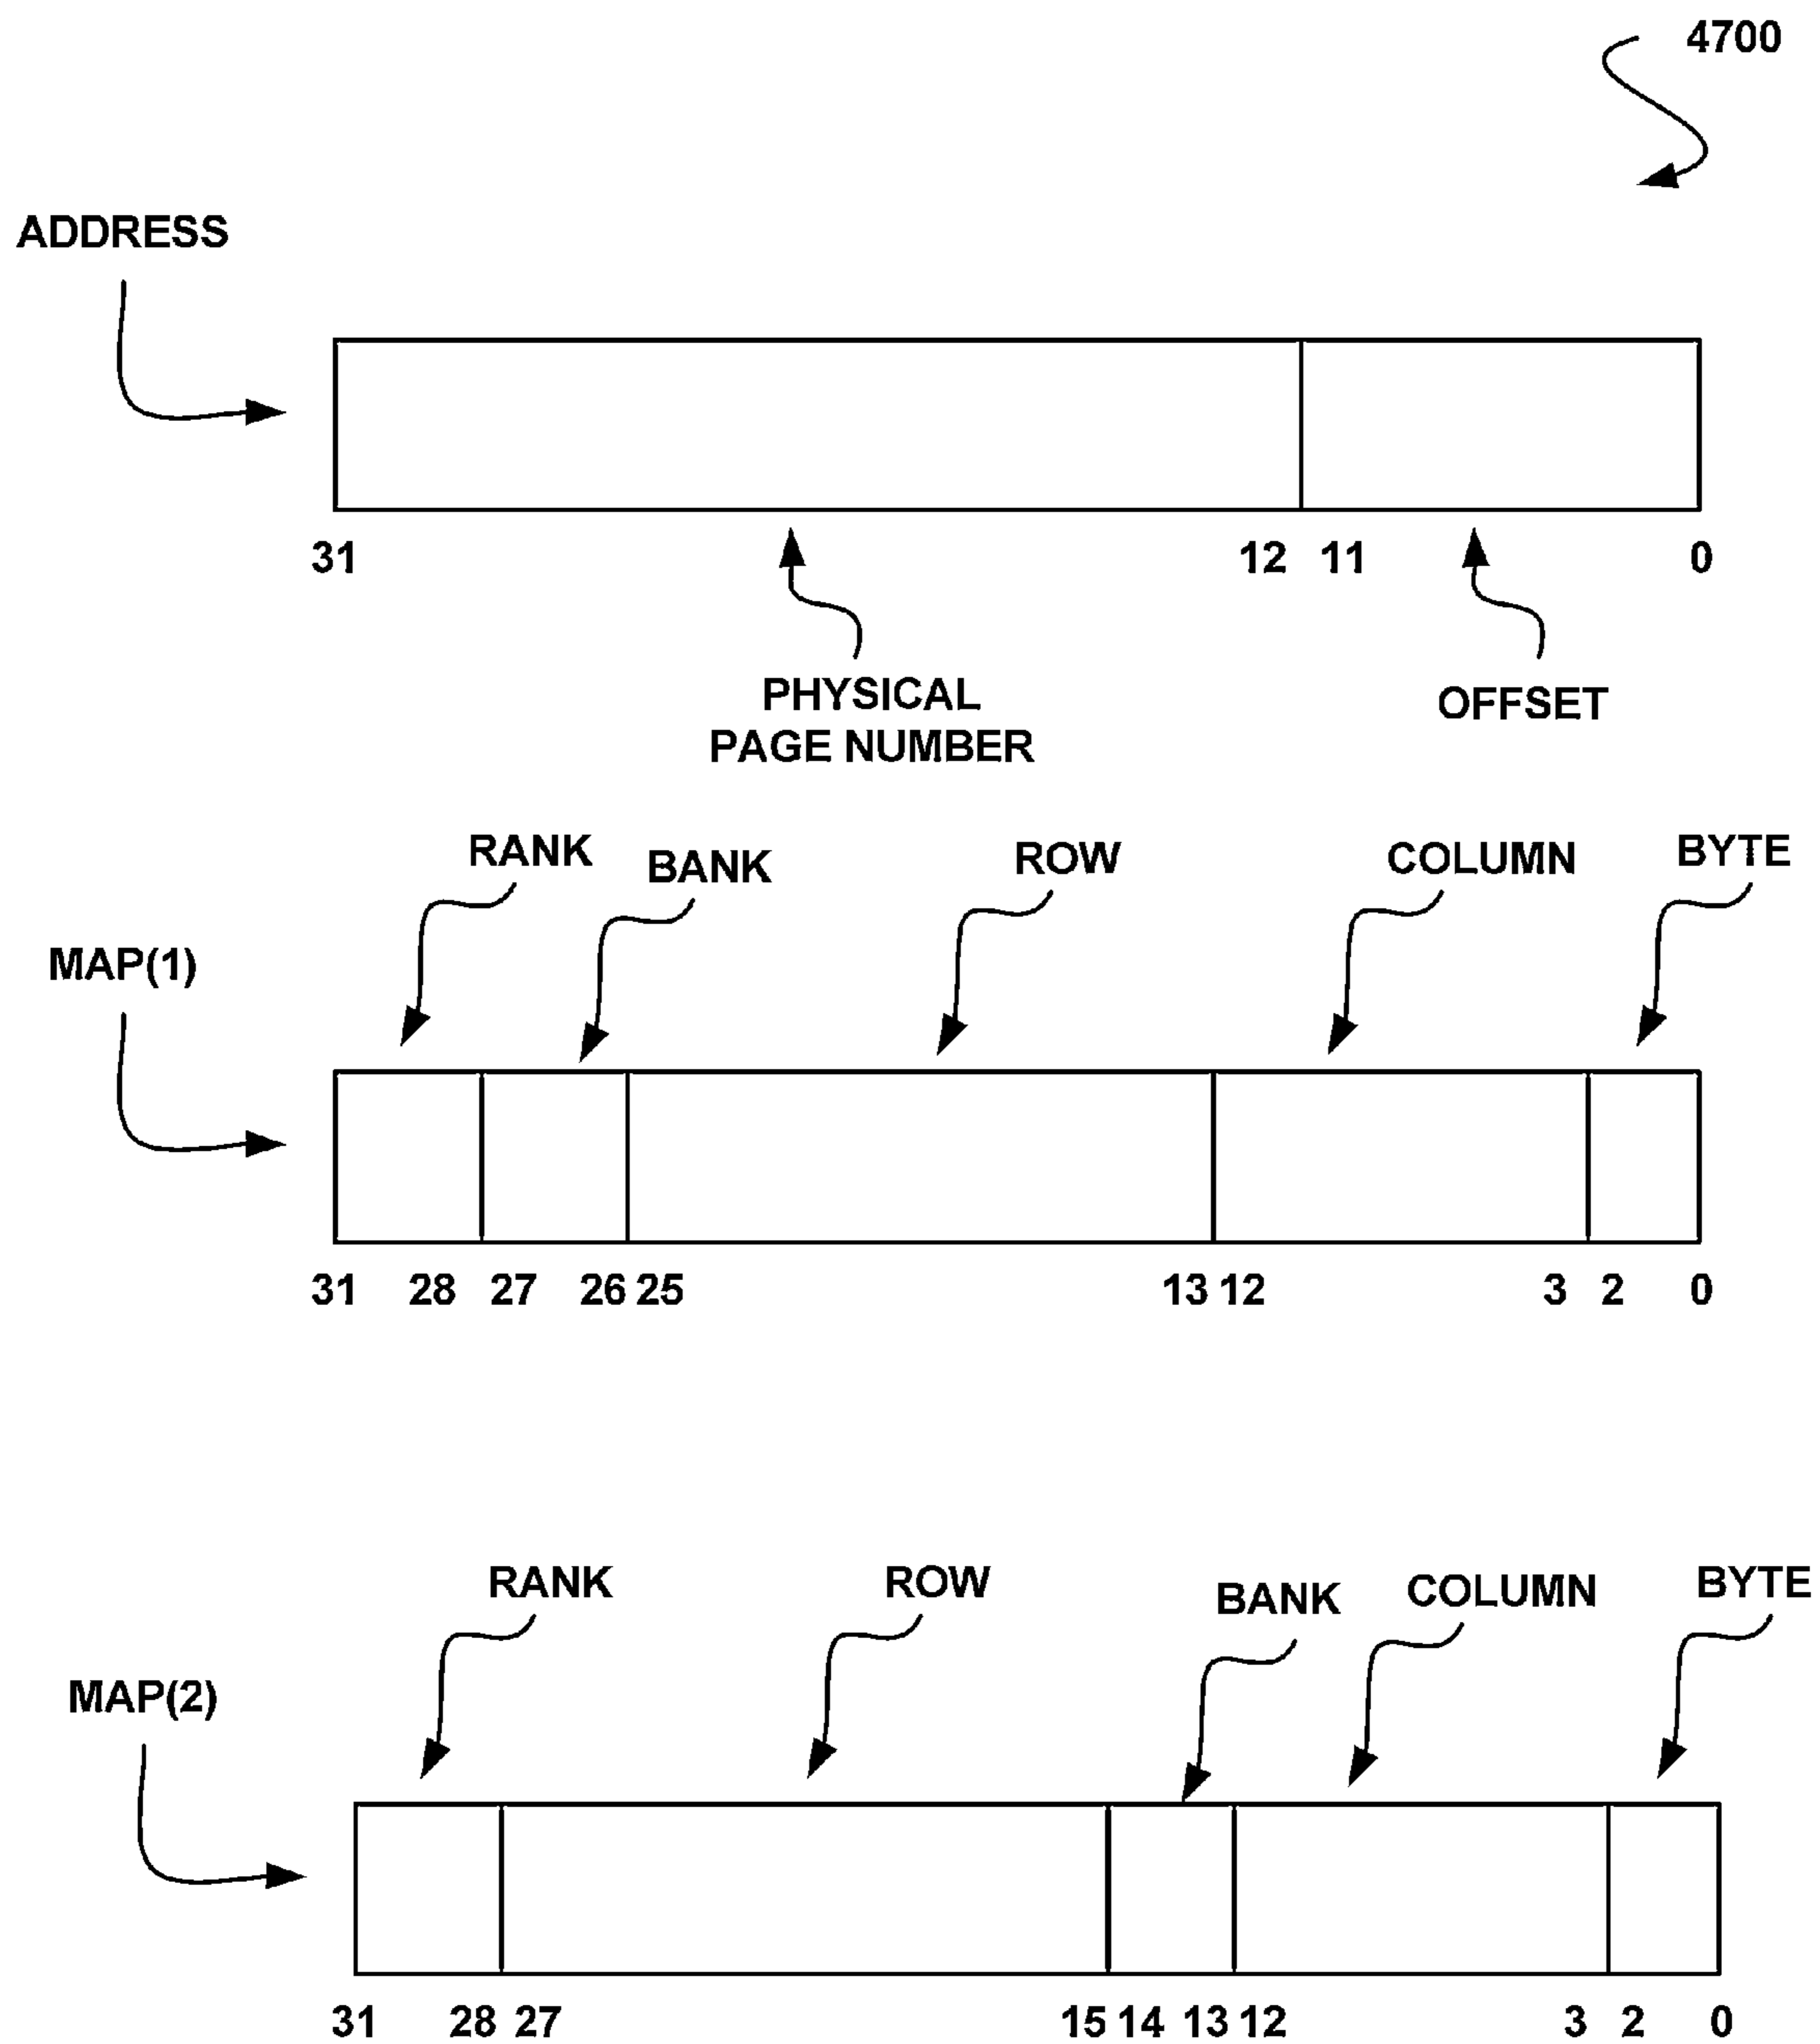 4700
ADDRESS
31 12 11 0
PHYSICAL
PAGE NUMBER
OFFSET
RANK BANK ROW COLUMN BYTE
MAP(1)
31 28 27 26 25 13 12 3 2 0
RANK ROW BANK COLUMN BYTE
MAP(2)
31 28 27 15 14 13 12 3 2 0